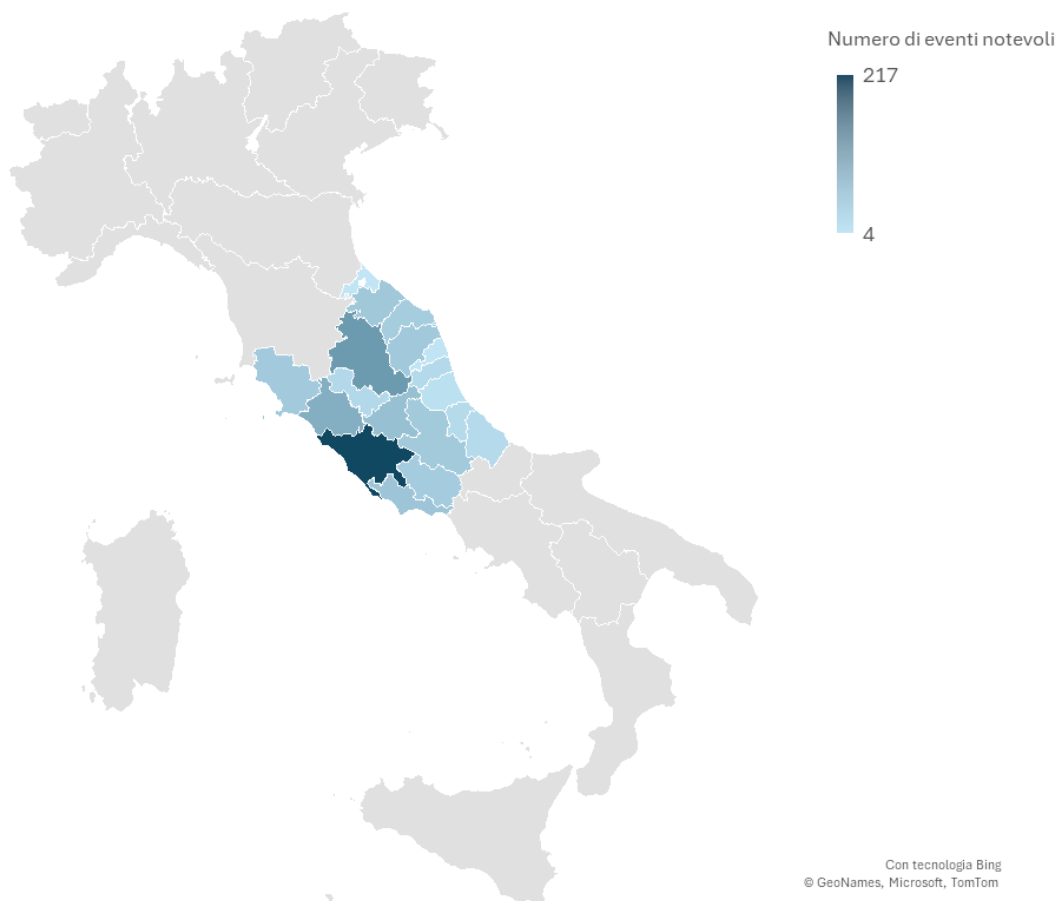 Numero di eventi notevoli
217
4
Con tecnologia Bing
© GeoNames, Microsoft, TomTom